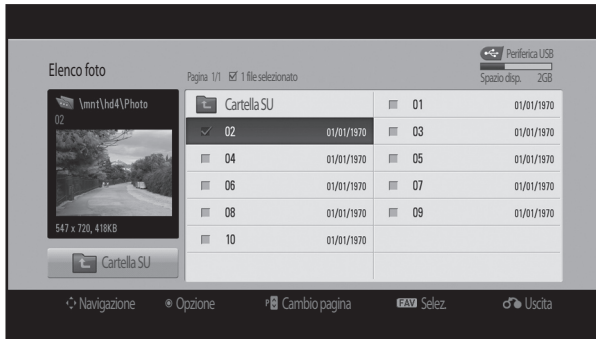 Periferica USB
Elenco foto
Pagina 1/1 1 file selezionato
Spazio disp. 2GB
\mnt\hd4\Photo
02
547 x 720, 418KB
Cartella SU
Cartella SU
01 01/01/1970
02 01/01/1970
03 01/01/1970
04 01/01/1970
05 01/01/1970
06 01/01/1970
07 01/01/1970
08 01/01/1970
09 01/01/1970
10 01/01/1970
Navigazione
Opzione
P Cambio pagina
FAV Selez.
Uscita